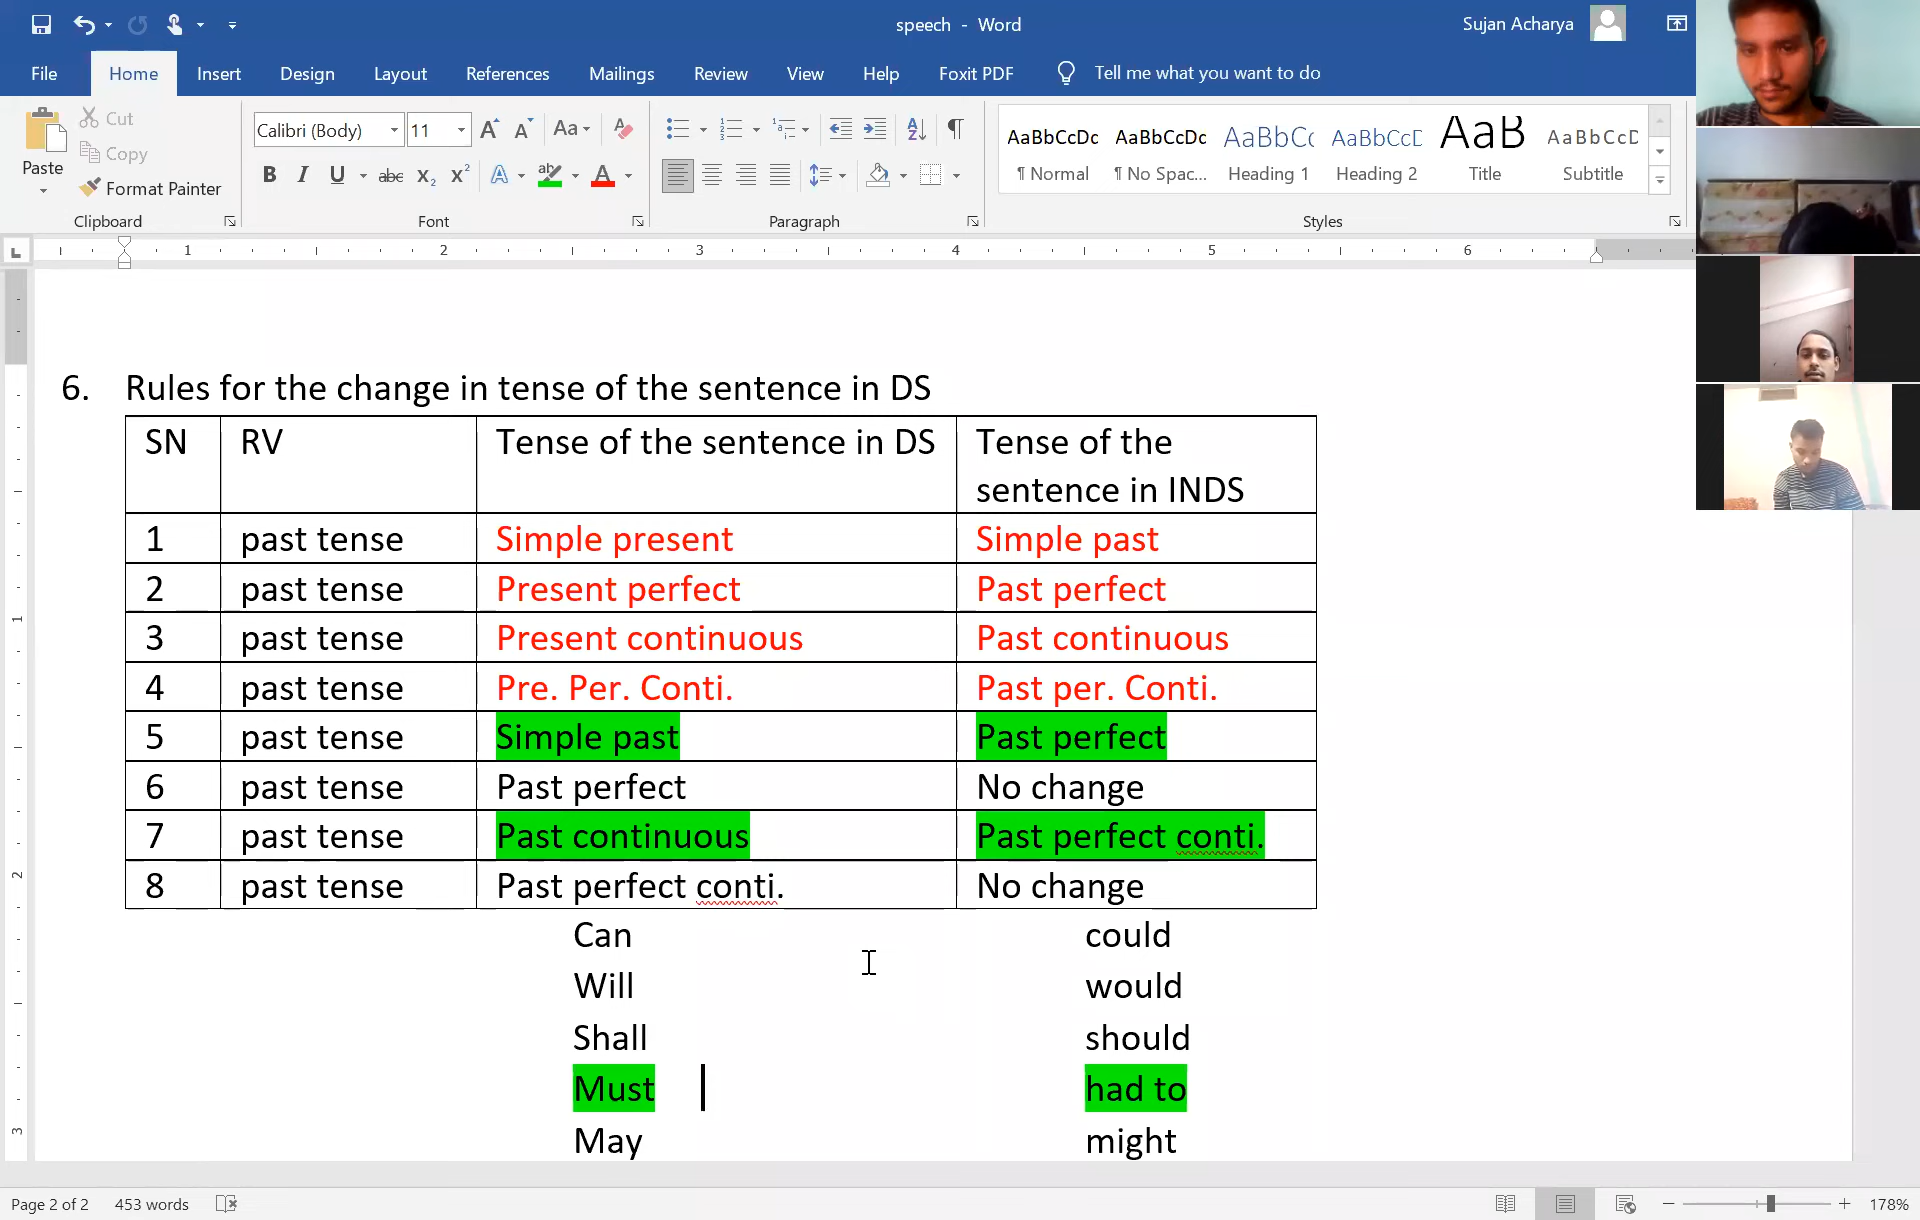 speech - Word
Sujan Acharya
File Home Insert Design Layout References Mailings Review View Help Foxit PDF Tell me what you want to do
Paste
Cut
Copy
Format Painter
Clipboard
Calibri (Body) 11
Font
Paragraph
AaBbCcDc AaBbCcDc AaBbCc AaBbCcD AaB AaBbCcD
¶ Normal ¶ No Spac... Heading 1 Heading 2 Title Subtitle
Styles
1 2 3 4 5 6
6. Rules for the change in tense of the sentence in DS
SN RV Tense of the sentence in DS Tense of the
sentence in INDS
1 past tense Simple present Simple past
2 past tense Present perfect Past perfect
3 past tense Present continuous Past continuous
4 past tense Pre. Per. Conti. Past per. Conti.
5 past tense Simple past Past perfect
6 past tense Past perfect No change
7 past tense Past continuous Past perfect conti.
8 past tense Past perfect conti. No change
Can could
Will would
Shall should
Must had to
May might
Page 2 of 2 453 words 178%